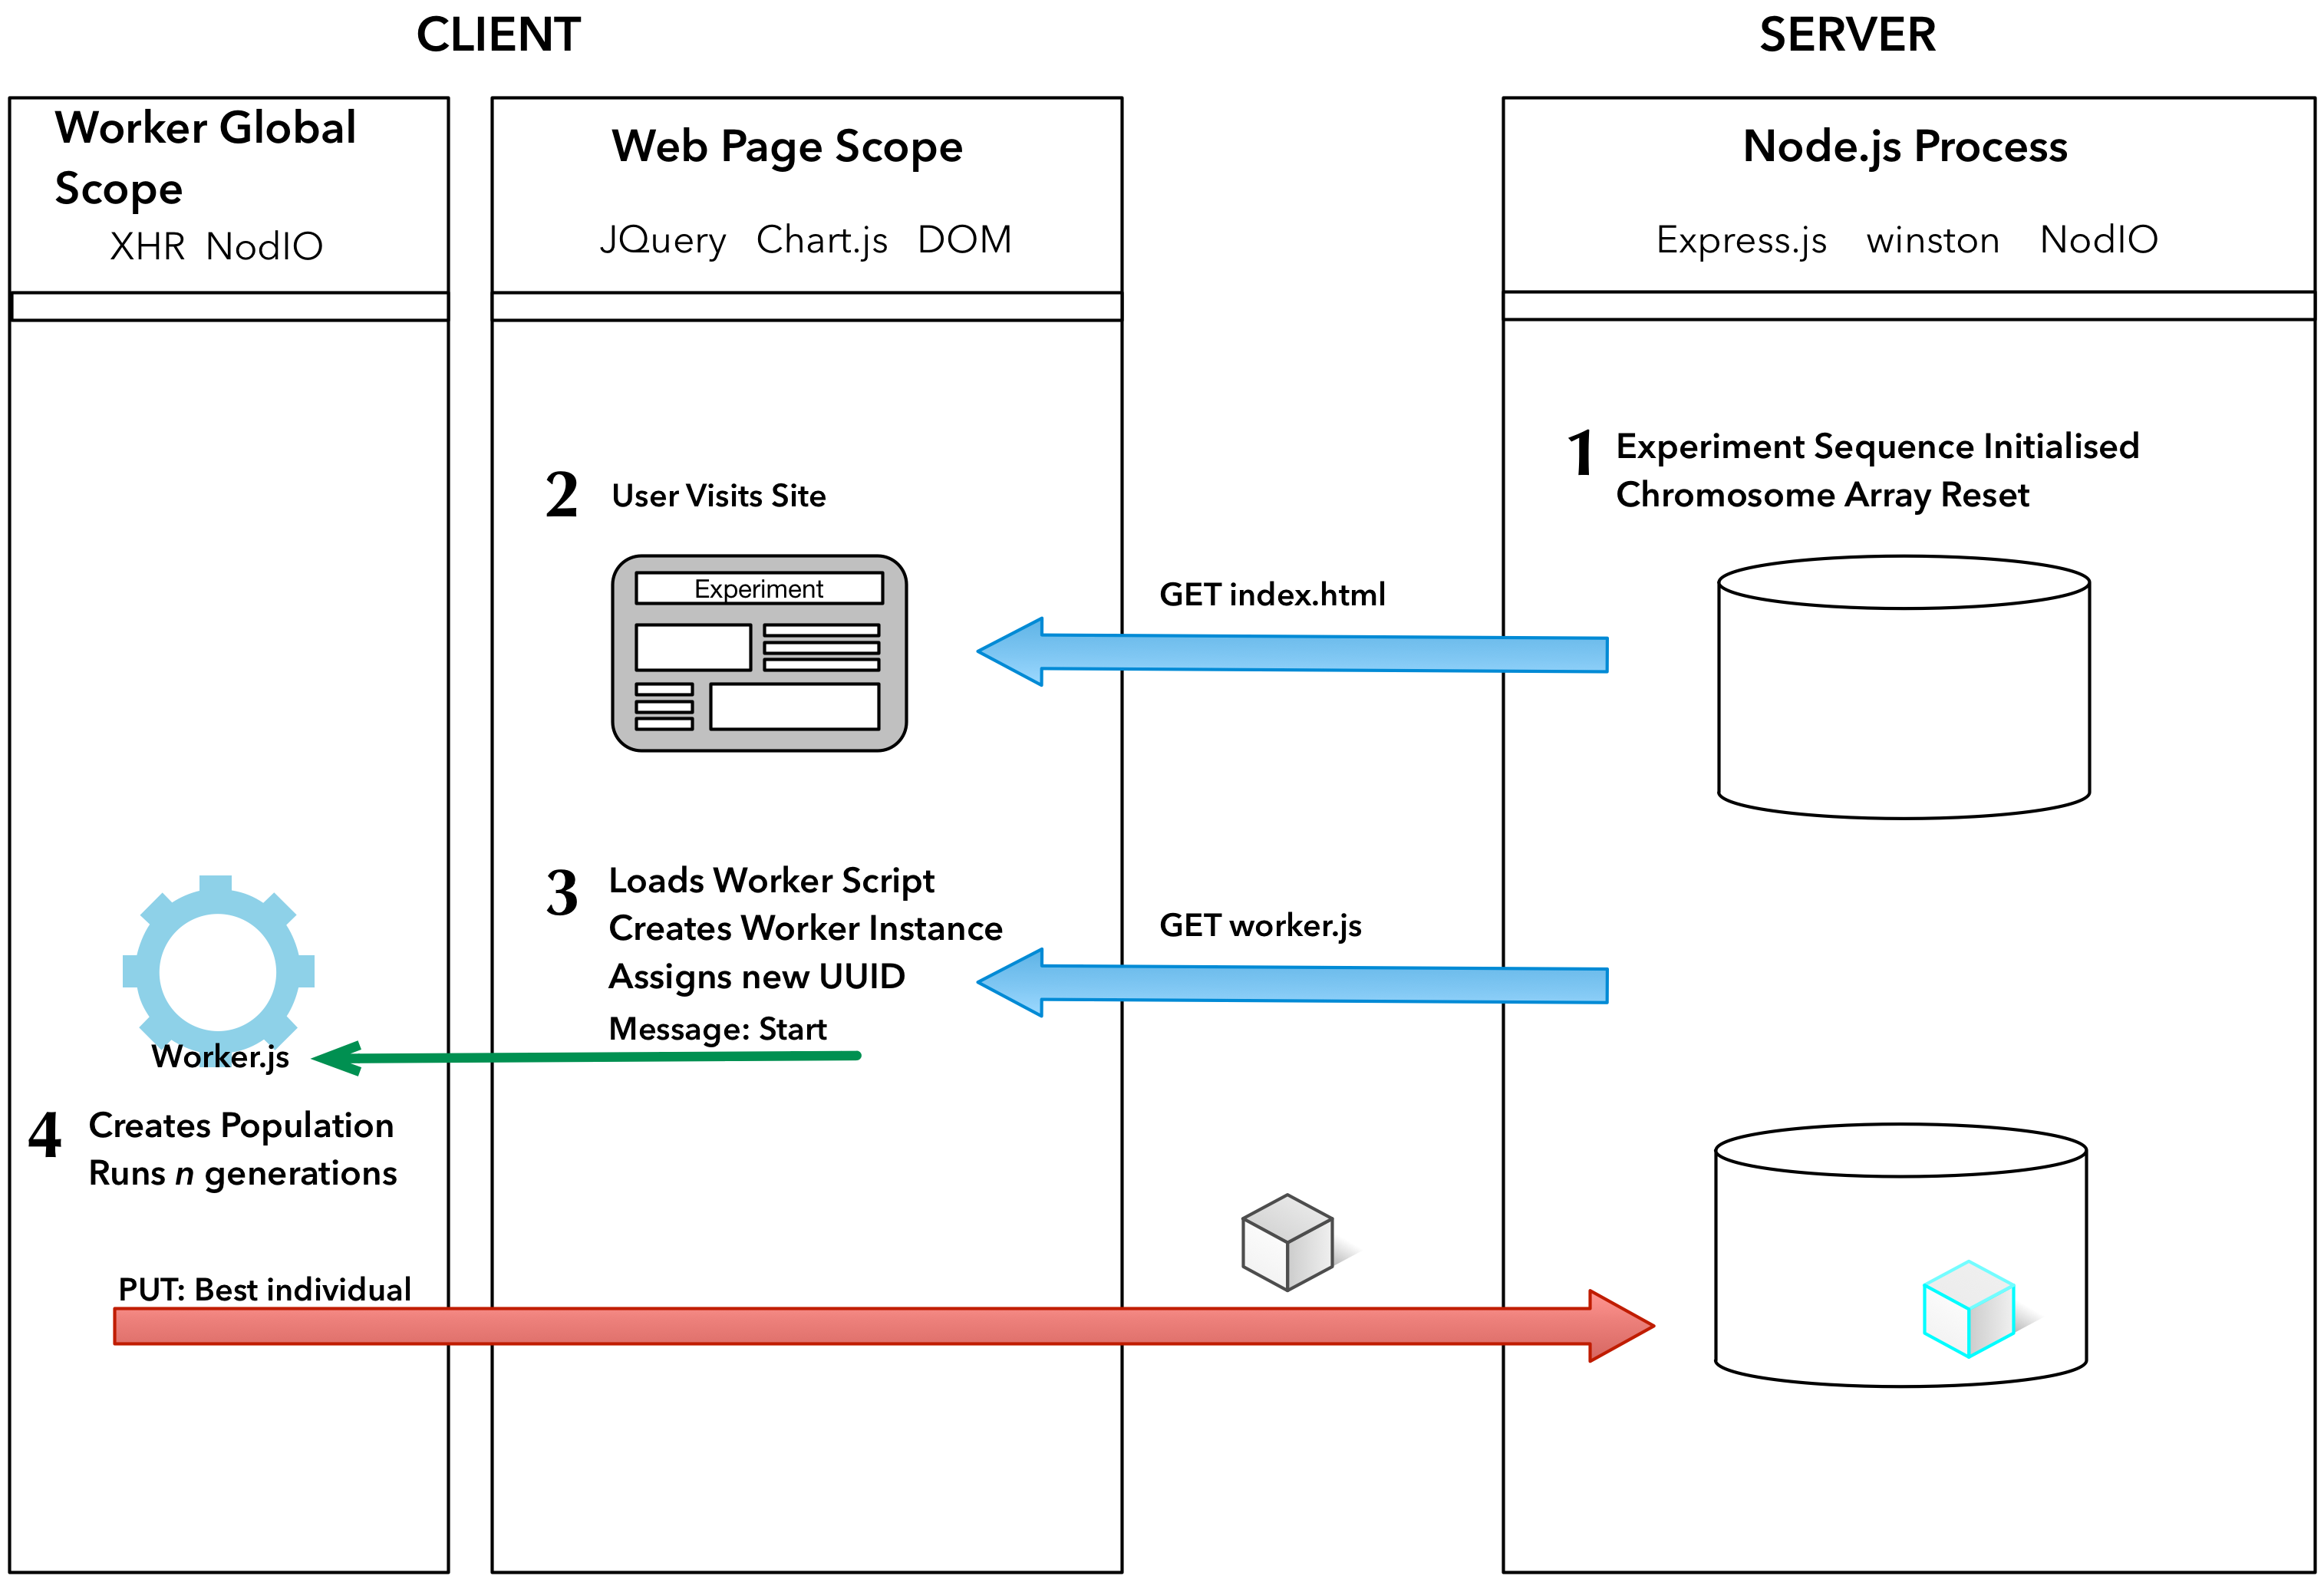 CLIENT
SERVER
Worker Global
Scope
XHR NodIO
Web Page Scope
JQuery Chart.js DOM
Node.js Process
Express.js winston NodIO
1 Experiment Sequence Initialised
Chromosome Array Reset
2 User Visits Site
Experiment
GET index.html
3 Loads Worker Script
Creates Worker Instance
Assigns new UUID
Message: Start
GET worker.js
Worker.js
4 Creates Population
Runs n generations
PUT: Best individual